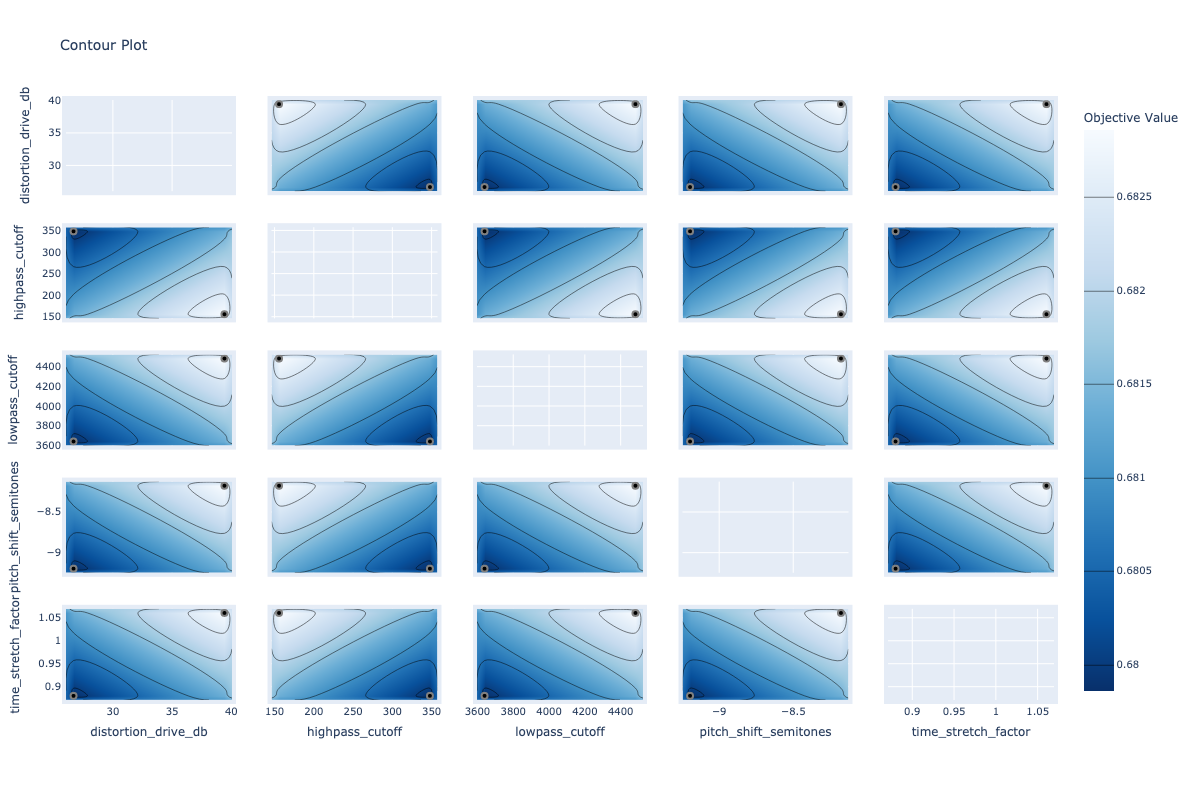 Contour Plot
distortion_drive_db
40
35
30
highpass_cutoff
350
300
250
200
150
lowpass_cutoff
4400
4200
4000
3800
3600
pitch_shift_semitones
−8.5
−9
time_stretch_factor
1.05
1
0.95
0.9
30 35 40
150 200 250 300 350
3600 3800 4000 4200 4400
−9 −8.5
0.9 0.95 1 1.05
distortion_drive_db highpass_cutoff lowpass_cutoff pitch_shift_semitones time_stretch_factor
Objective Value
0.6825
0.682
0.6815
0.681
0.6805
0.68